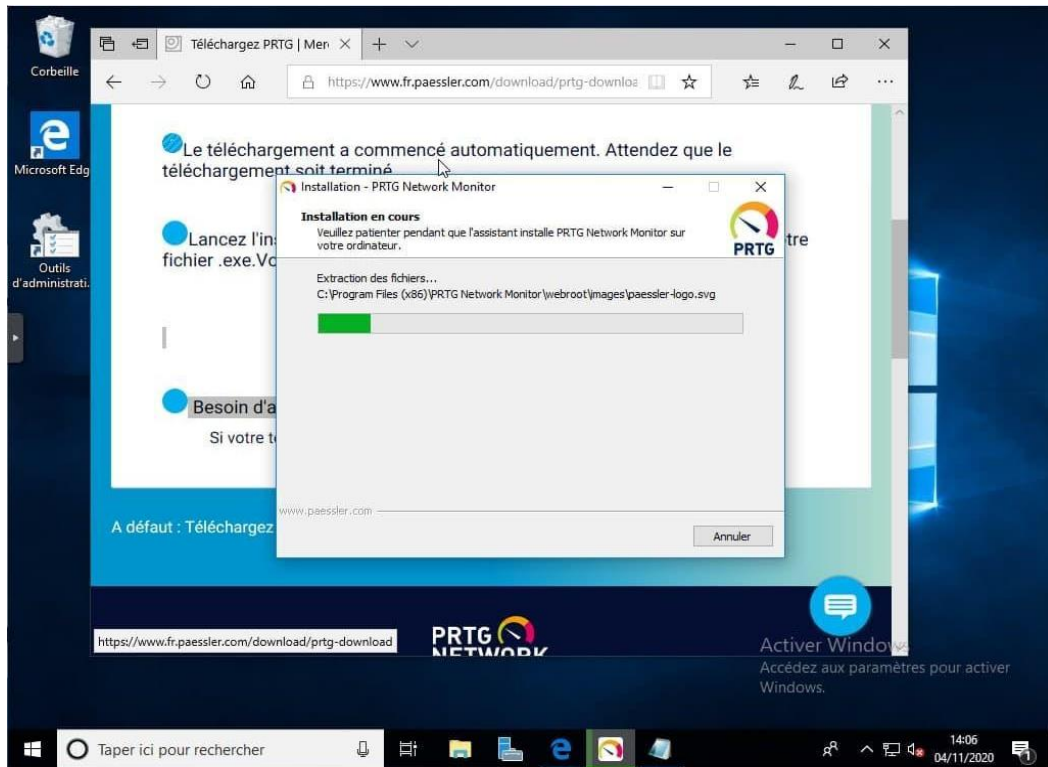 Corbeille
Microsoft Edg
Outils
d'administrati.
Téléchargez PRTG | Mer
https://www.fr.paessler.com/download/prtg-downloa
Le téléchargement a commencé automatiquement. Attendez que le
téléchargement soit terminé
Lancez l'ins
tre
fichier .exe.Vo
Besoin d'a
Si votre t
A défaut : Téléchargez
Installation - PRTG Network Monitor
Installation en cours
Veuillez patienter pendant que l'assistant installe PRTG Network Monitor sur
votre ordinateur.
PRTG
Extraction des fichiers...
C:\Program Files (x86)\PRTG Network Monitor\webroot\images\paessler-logo.svg
www.paessler.com
Annuler
https://www.fr.paessler.com/download/prtg-download
PRTG
NETWORK
Activer Windows
Accédez aux paramètres pour activer
Windows.
Taper ici pour rechercher
14:06
04/11/2020
1